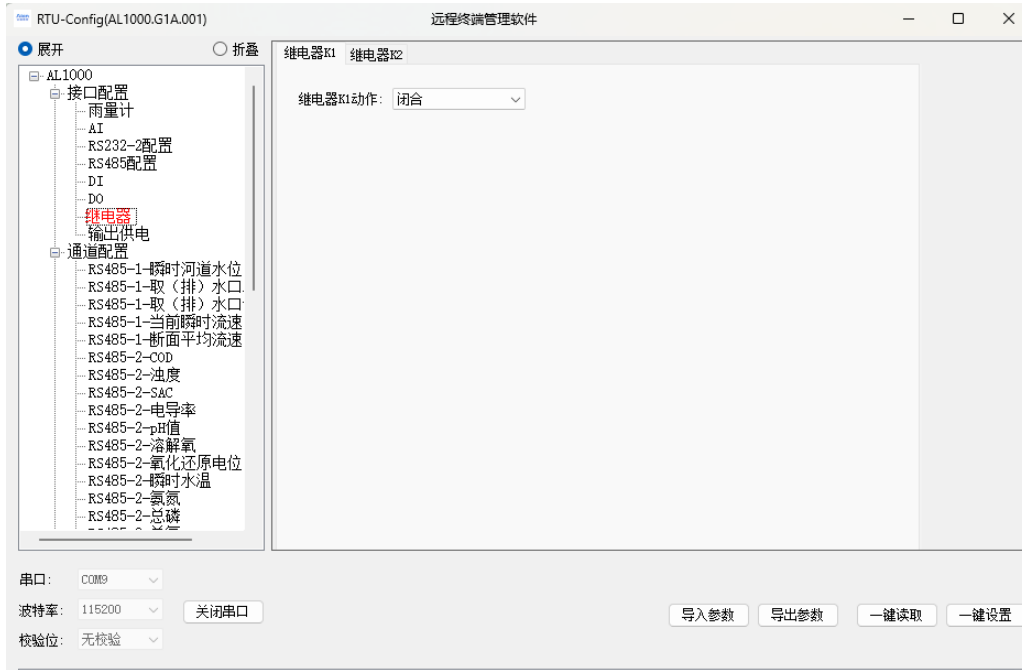 RTU-Config(AL1000.G1A.001)
远程终端管理软件
展开
折叠
AL1000
接口配置
雨量计
AI
RS232-2配置
RS485配置
DI
DO
继电器
输出供电
通道配置
RS485-1-瞬时河道水位
RS485-1-取（排）水口
RS485-1-取（排）水口
RS485-1-当前瞬时流速
RS485-1-断面平均流速
RS485-2-COD
RS485-2-浊度
RS485-2-SAC
RS485-2-电导率
RS485-2-pH值
RS485-2-溶解氧
RS485-2-氧化还原电位
RS485-2-瞬时水温
RS485-2-氨氮
RS485-2-总磷
继电器K1 继电器K2
继电器K1动作: 闭合
串口: COM9
波特率: 115200 关闭串口
导入参数 导出参数 一键读取 一键设置
校验位: 无校验